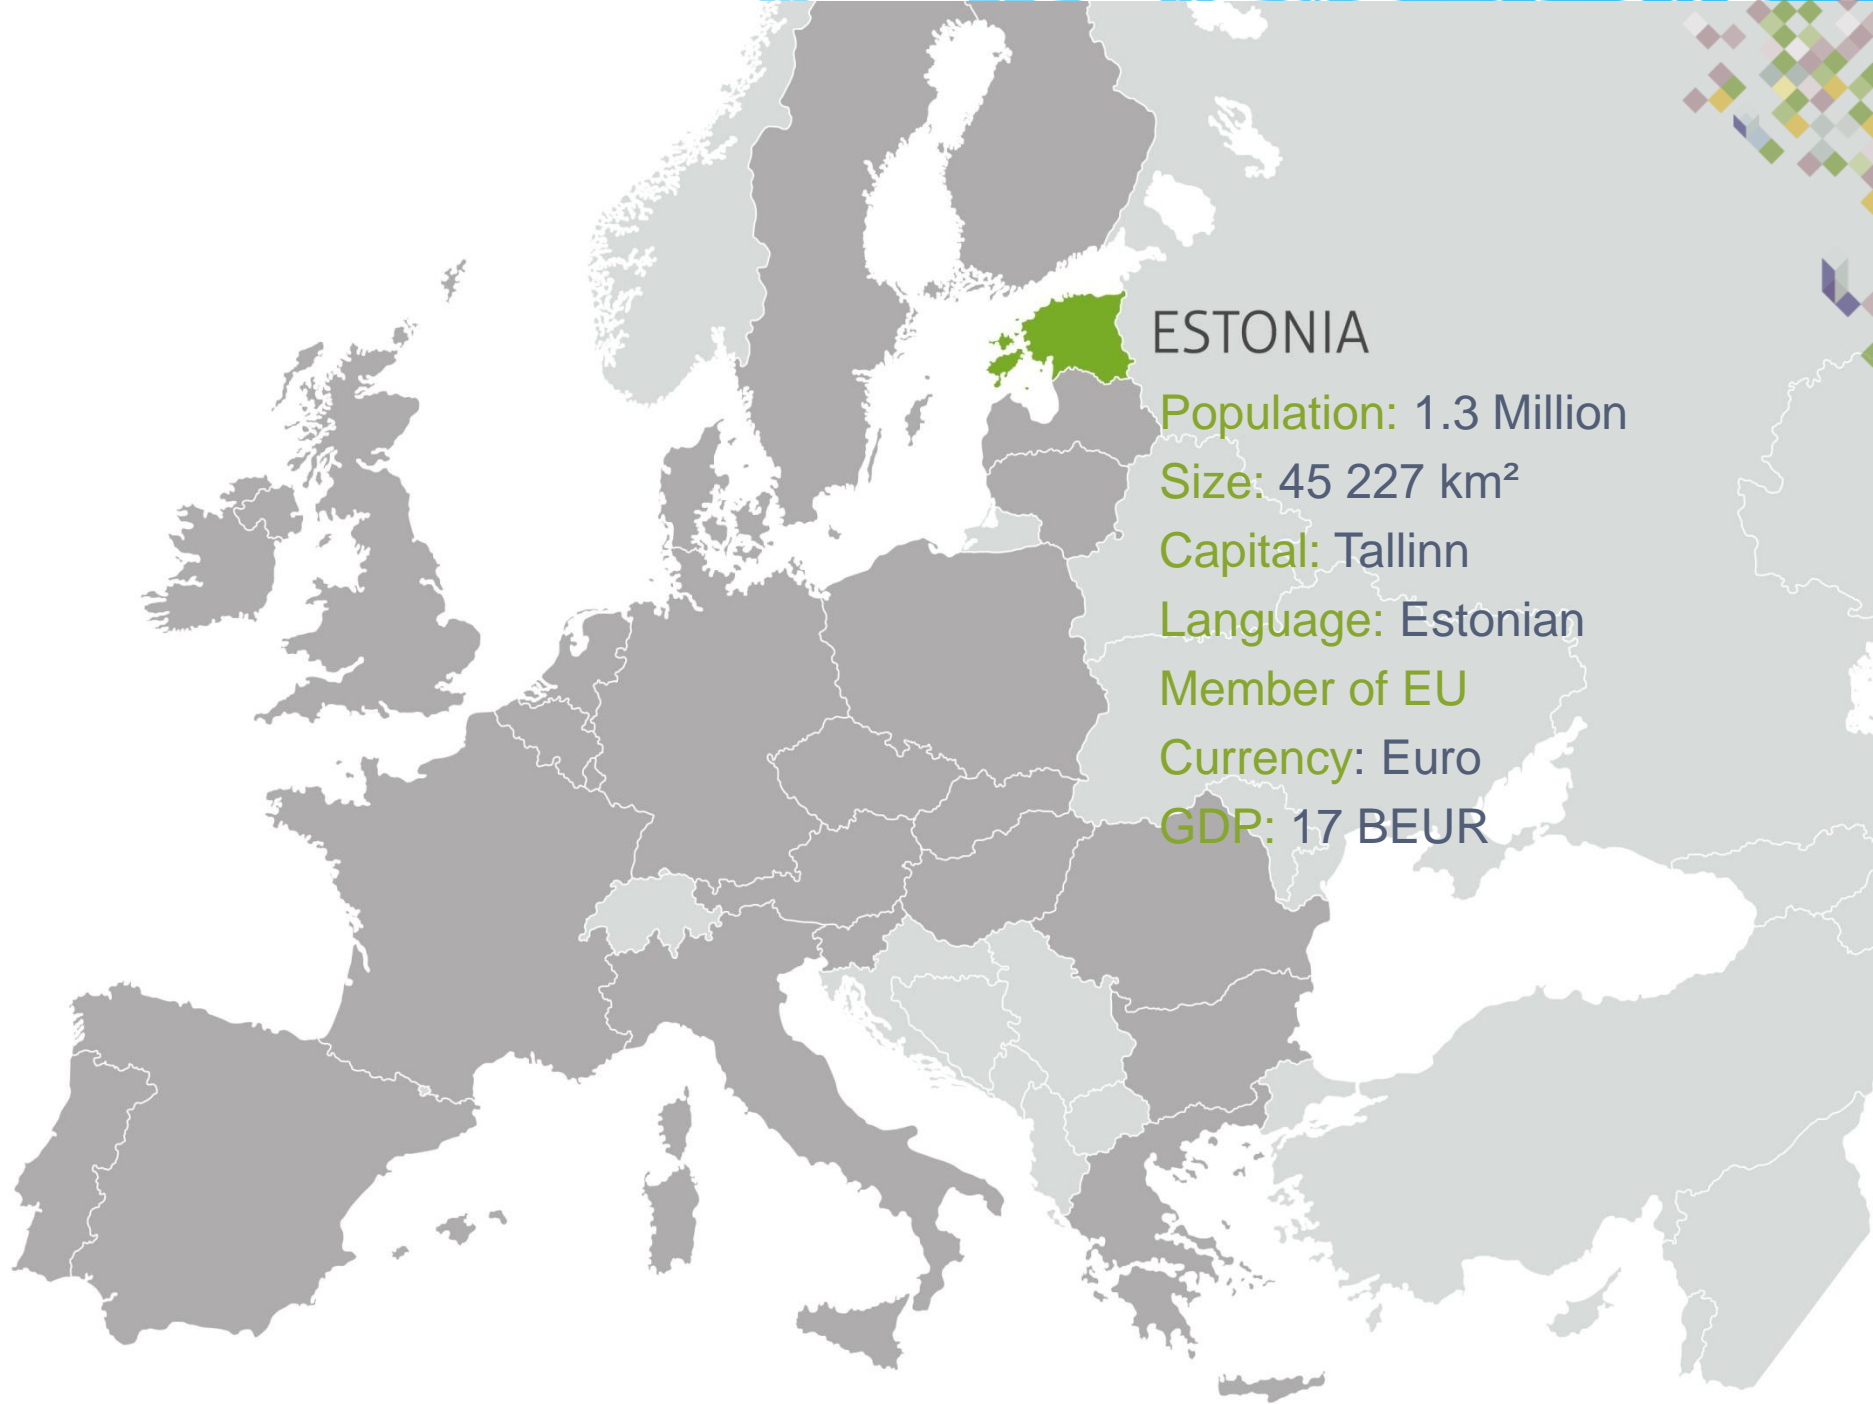 ESTONIA
Population: 1.3 Million
Size: 45 227 km²
Capital: Tallinn
Language: Estonian
Member of EU
Currency: Euro
GDP: 17 BEUR